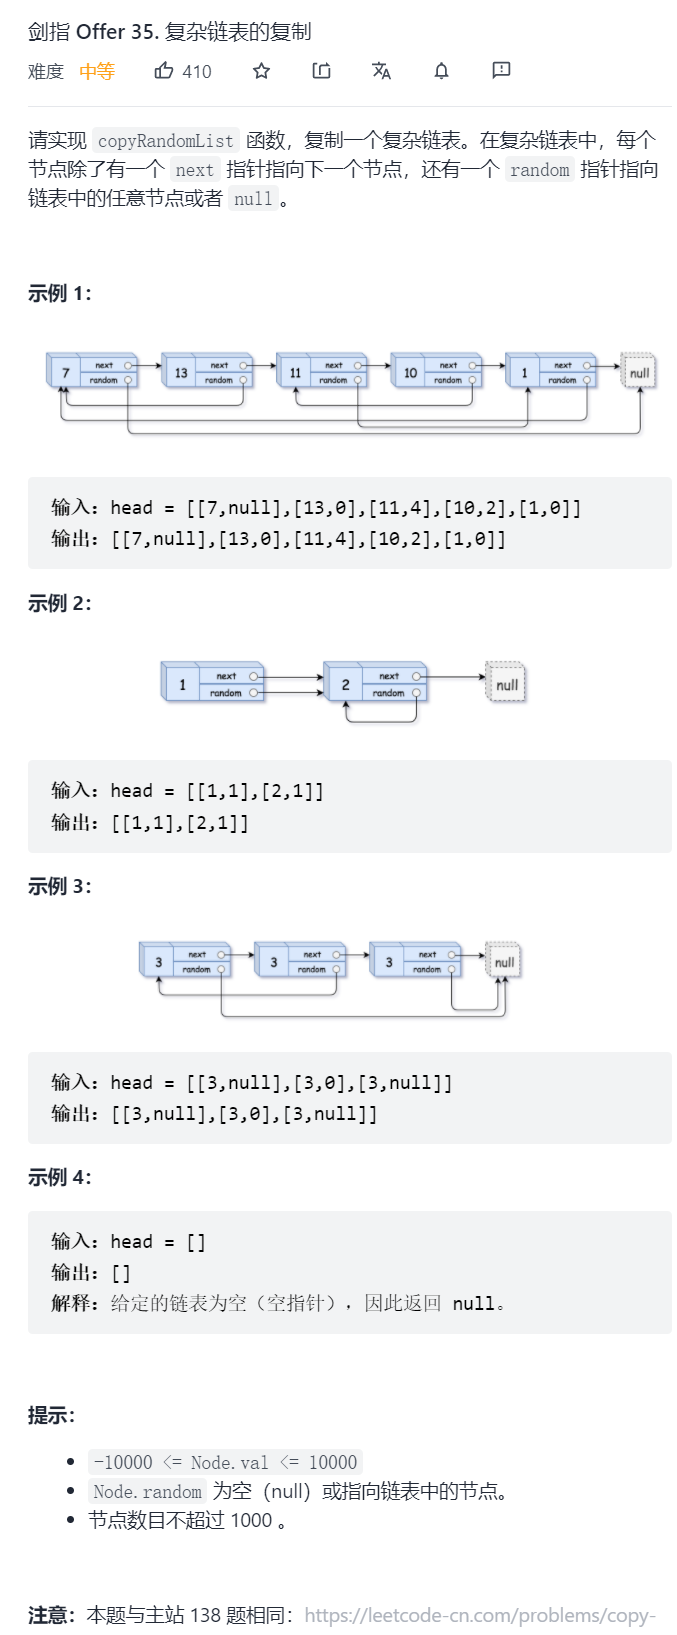 剑指 Offer 35. 复杂链表的复制
难度 中等 410
请实现 copyRandomList 函数，复制一个复杂链表。在复杂链表中，每个
节点除了有一个 next 指针指向下一个节点，还有一个 random 指针指向
链表中的任意节点或者 null。
示例 1：
7 next random 13 next random 11 next random 10 next random 1 next random null
输入：head = [[7,null],[13,0],[11,4],[10,2],[1,0]]
输出：[[7,null],[13,0],[11,4],[10,2],[1,0]]
示例 2：
1 next random 2 next random null
输入：head = [[1,1],[2,1]]
输出：[[1,1],[2,1]]
示例 3：
3 next random 3 next random 3 next random null
输入：head = [[3,null],[3,0],[3,null]]
输出：[[3,null],[3,0],[3,null]]
示例 4：
输入：head = []
输出：[]
解释：给定的链表为空（空指针），因此返回 null。
提示：
-10000 <= Node.val <= 10000
Node.random 为空（null）或指向链表中的节点。
节点数目不超过 1000 。
注意：本题与主站 138 题相同：https://leetcode-cn.com/problems/copy-